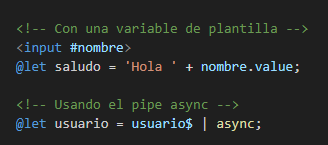 <!-- Con una variable de plantilla -->
<input #nombre>
@let saludo = 'Hola ' + nombre.value;
<!-- Usando el pipe async -->
@let usuario = usuario$ | async;